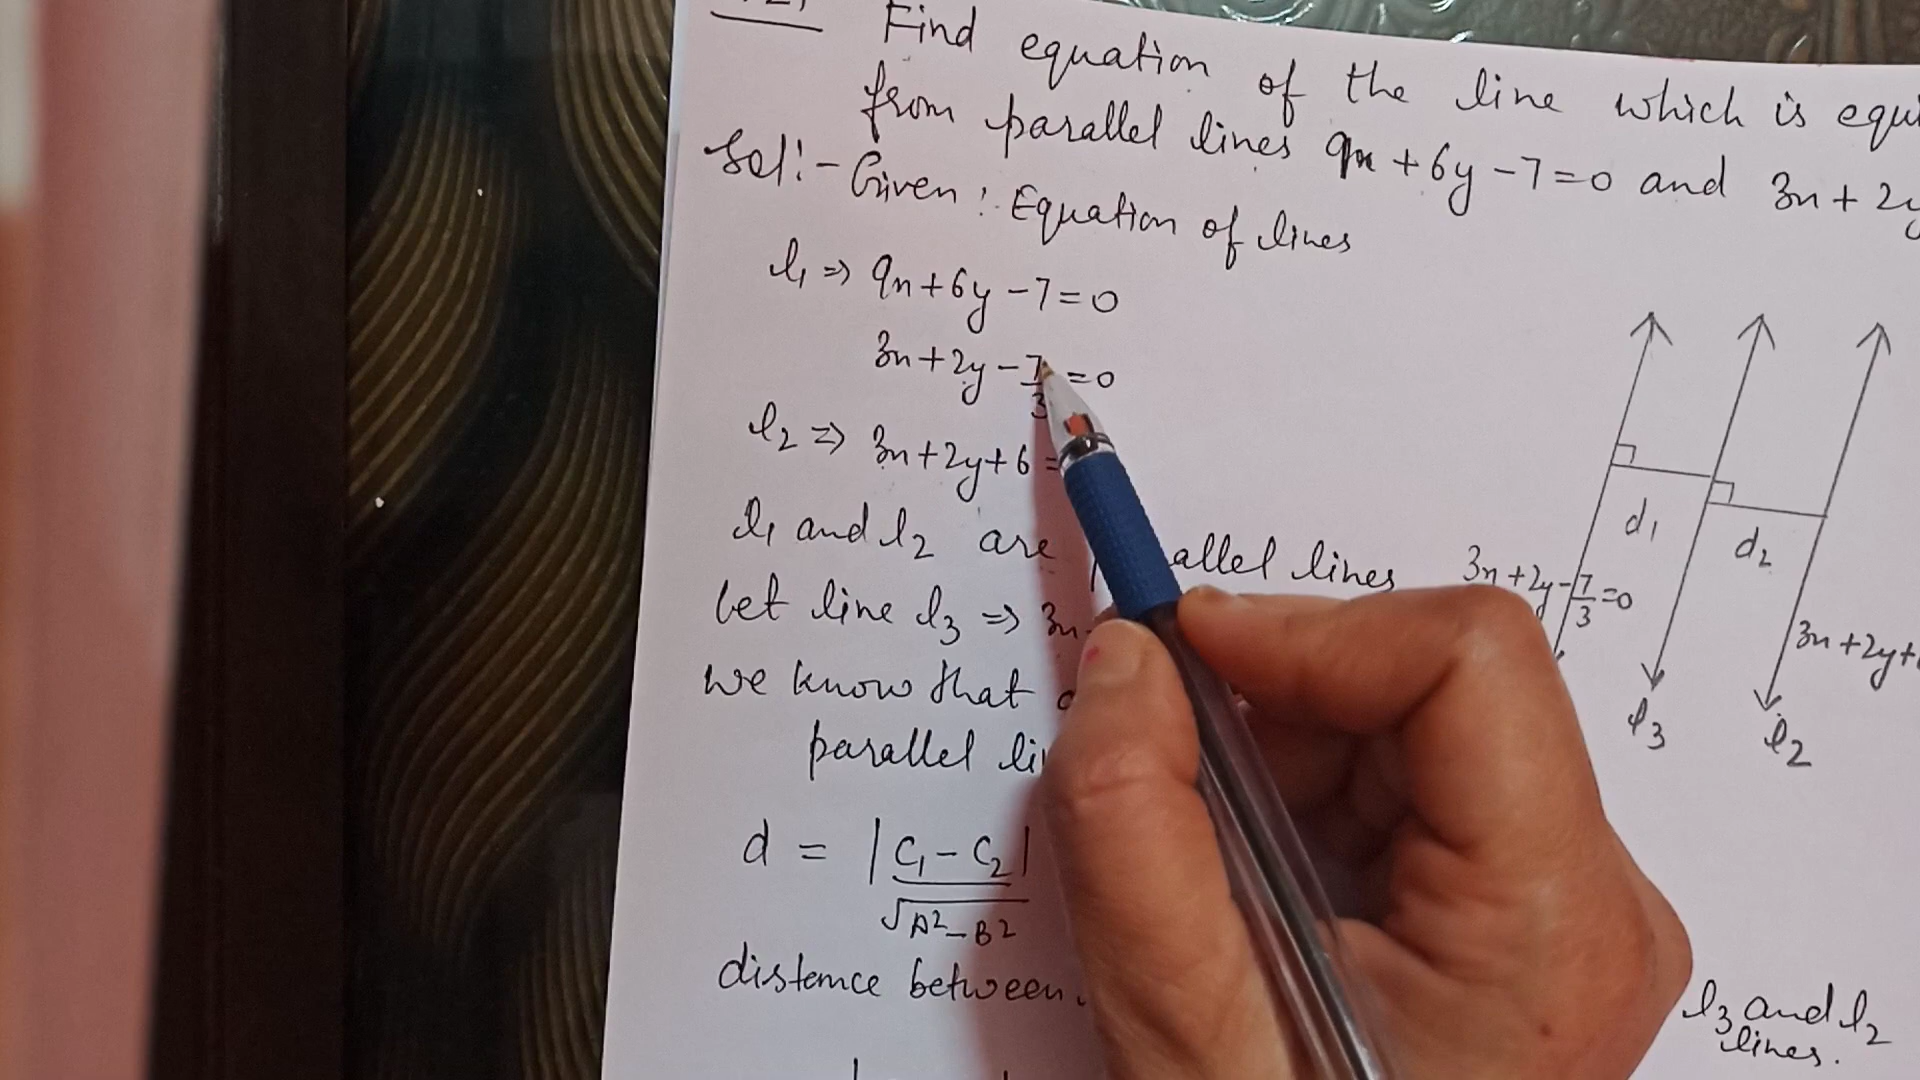 Find equation of the line which is
from parallel lines 9x + 6y - 7 = 0 and 3x + 2y
Sol:- Given: Equation of lines
l1 => 9x + 6y - 7 = 0
3x + 2y - 7/3 = 0
l2 => 3x + 2y + 6 =
l1 and l2 are parallel lines
Let line l3 => 3x
we know that
parallel
d = |C1 - C2|
√A² - B²
distance between
d1
d2
3x + 2y - 7/3 = 0
3x + 2y +
l3
l2
l3 and l2
lines.